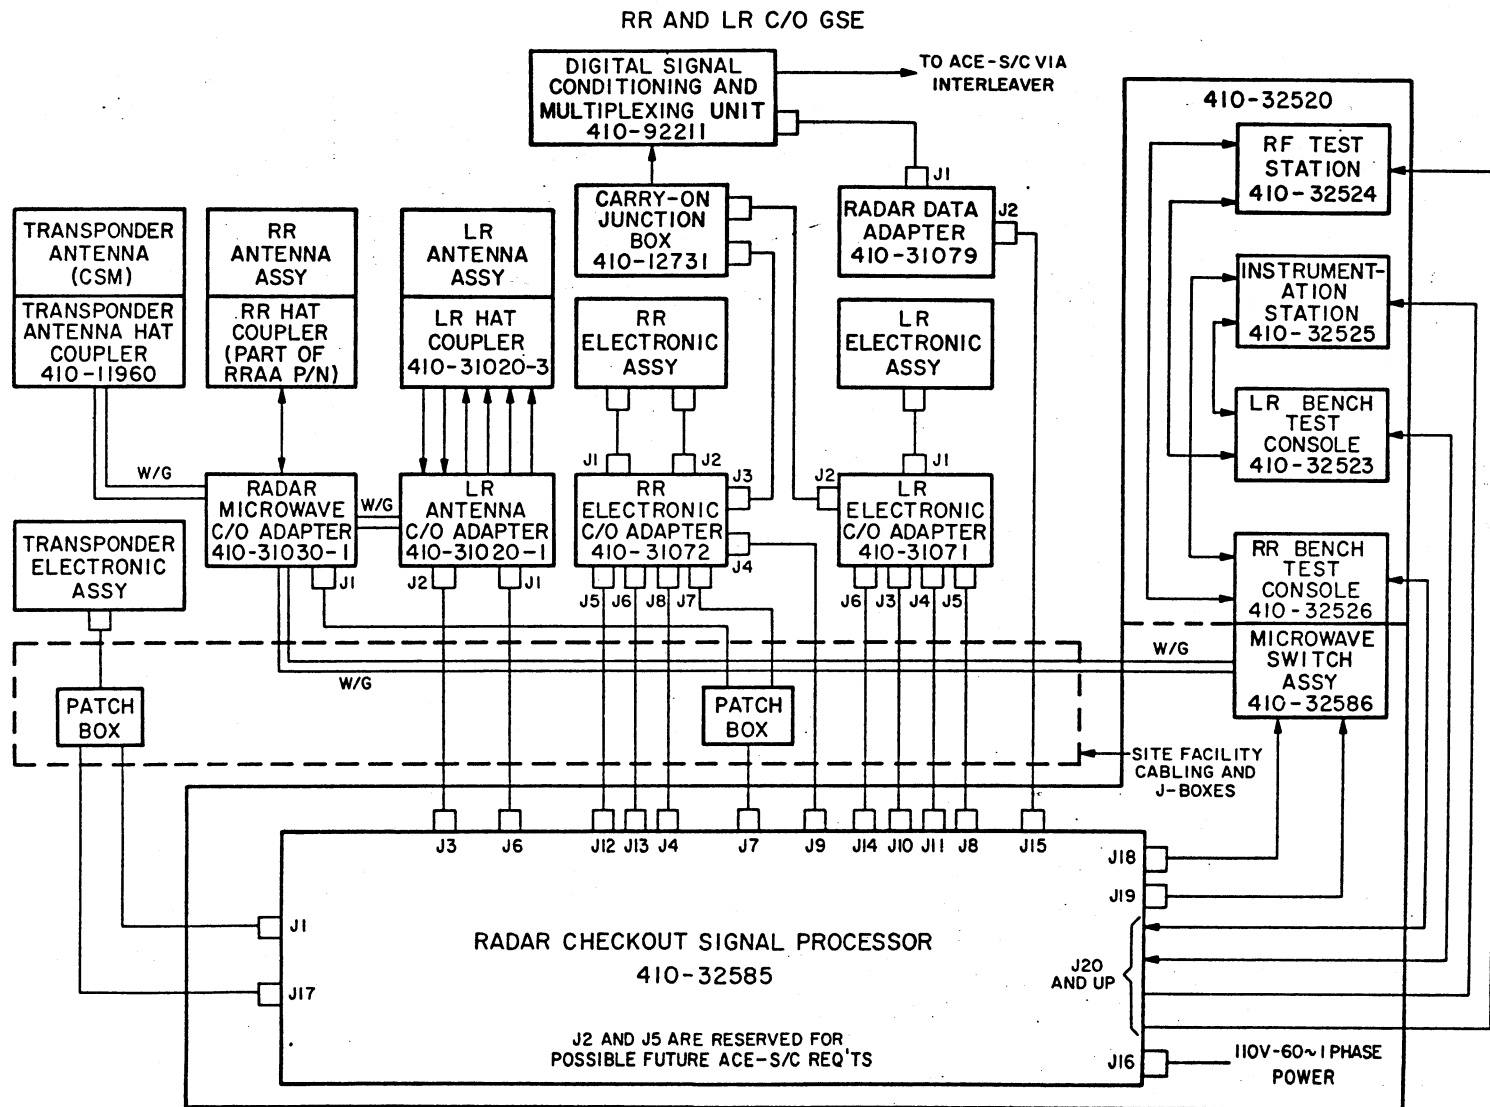 RR AND LR C/O GSE
DIGITAL SIGNAL
CONDITIONING AND
MULTIPLEXING UNIT
410-92211
TO ACE-S/C VIA
INTERLEAVER
410-32520
RF TEST
STATION
410-32524
J1
CARRY-ON
JUNCTION
BOX
410-12731
RADAR DATA
ADAPTER
410-31079
J2
TRANSPONDER
ANTENNA
(CSM)
RR
ANTENNA
ASSY
LR
ANTENNA
ASSY
INSTRUMENT-
ATION
STATION
410-32525
TRANSPONDER
ANTENNA HAT
COUPLER
410-11960
RR HAT
COUPLER
(PART OF
RRAA P/N)
LR HAT
COUPLER
410-31020-3
RR
ELECTRONIC
ASSY
LR
ELECTRONIC
ASSY
LR BENCH
TEST
CONSOLE
410-32523
W/G
RADAR
MICROWAVE
C/O ADAPTER
410-31030-1
J1
W/G
LR
ANTENNA
C/O ADAPTER
410-31020-1
J2
J1
J1
J2
J3
RR
ELECTRONIC
C/O ADAPTER
410-31072
J4
J5
J6
J8
J7
J2
J1
LR
ELECTRONIC
C/O ADAPTER
410-31071
J6
J3
J4
J5
TRANSPONDER
ELECTRONIC
ASSY
RR BENCH
TEST
CONSOLE
410-32526
MICROWAVE
SWITCH
ASSY
410-32586
W/G
W/G
PATCH
BOX
PATCH
BOX
SITE FACILITY
CABLING AND
J-BOXES
J3
J6
J12
J13
J4
J7
J9
J14
J10
J11
J8
J15
J18
J19
J1
RADAR CHECKOUT SIGNAL PROCESSOR
410-32585
J20
AND UP
J17
J2 AND J5 ARE RESERVED FOR
POSSIBLE FUTURE ACE-S/C REQ'TS
J16
110V-60~1 PHASE
POWER